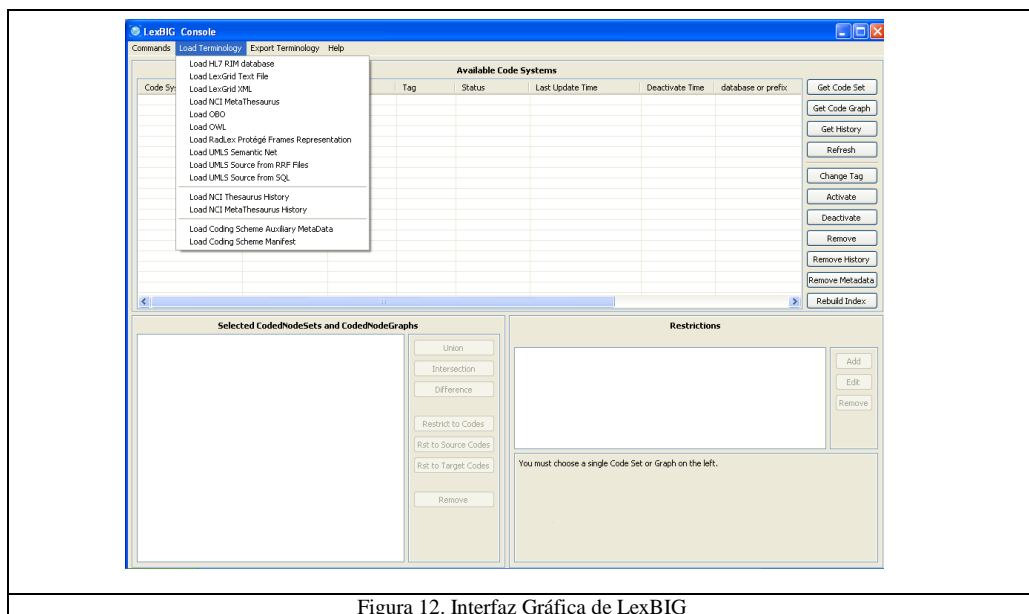 LexBIG Console
Commands Load Terminology Export Terminology Help
Load HL7 RIM database
Load LexGrid Text File
Load LexGrid XML
Load NCI MetaThesaurus
Load OBO
Load OWL
Load RadLex Protégé Frames Representation
Load UMLS Semantic Net
Load UMLS Source from RRF Files
Load UMLS Source from SQL
Load NCI Thesaurus History
Load NCI MetaThesaurus History
Load Coding Scheme Auxiliary MetaData
Load Coding Scheme Manifest
Available Code Systems
Code Sy Tag Status Last Update Time Deactivate Time database or prefix
Get Code Set
Get Code Graph
Get History
Refresh
Change Tag
Activate
Deactivate
Remove
Remove History
Remove Metadata
Rebuild Index
Selected CodedNodeSets and CodedNodeGraphs
Union
Intersection
Difference
Restrict to Codes
Rst to Source Codes
Rst to Target Codes
Remove
Restrictions
Add
Edit
Remove
You must choose a single Code Set or Graph on the left.
Figura 12. Interfaz Gráfica de LexBIG